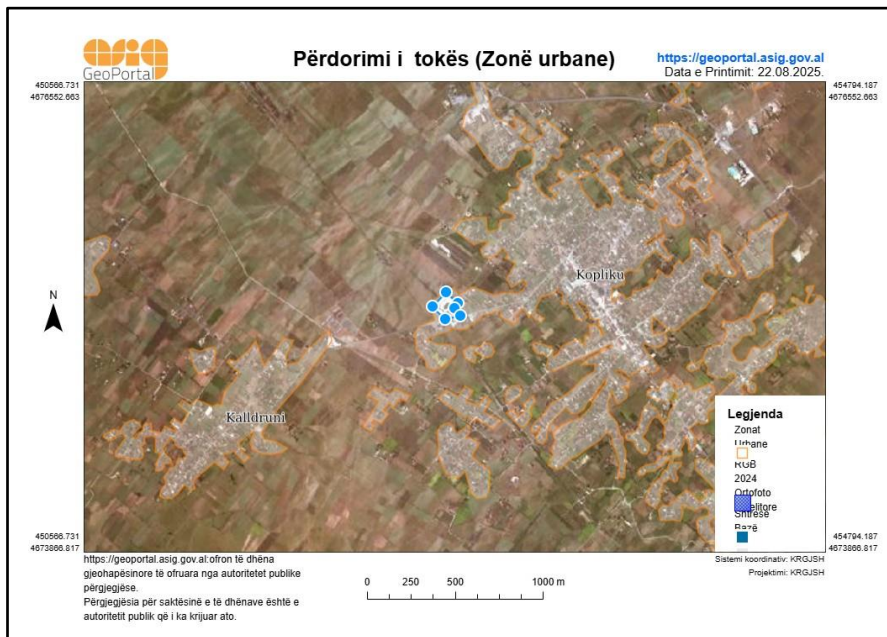 asig
GeoPortal
Përdorimi i tokës (Zonë urbane)
https://geoportal.asig.gov.al
Data e Printimit: 22.08.2025.
450566.731
4676552.663
454794.187
4676552.663
N
Kopliku
Kalldruni
Legjenda
Zonat
Urbane
RGB
2024
Ortofoto
Shtresë
Bazë
450566.731
4673866.817
454794.187
4673866.817
https://geoportal.asig.gov.al:ofron të dhëna
gjeohapësinore të ofruara nga autoritetet publike
përgjegjëse.
Përgjegjësia për saktësinë e të dhënave është e
autoritetit publik që i ka krijuar ato.
0 250 500 1000 m
Sistemi koordinativ: KRGJSH
Projektimi: KRGJSH